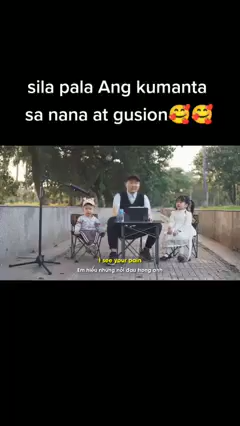 sila pala Ang kumanta
sa nana at gusion🥰🥰
I see your pain
Em hiểu những nỗi đau trong anh